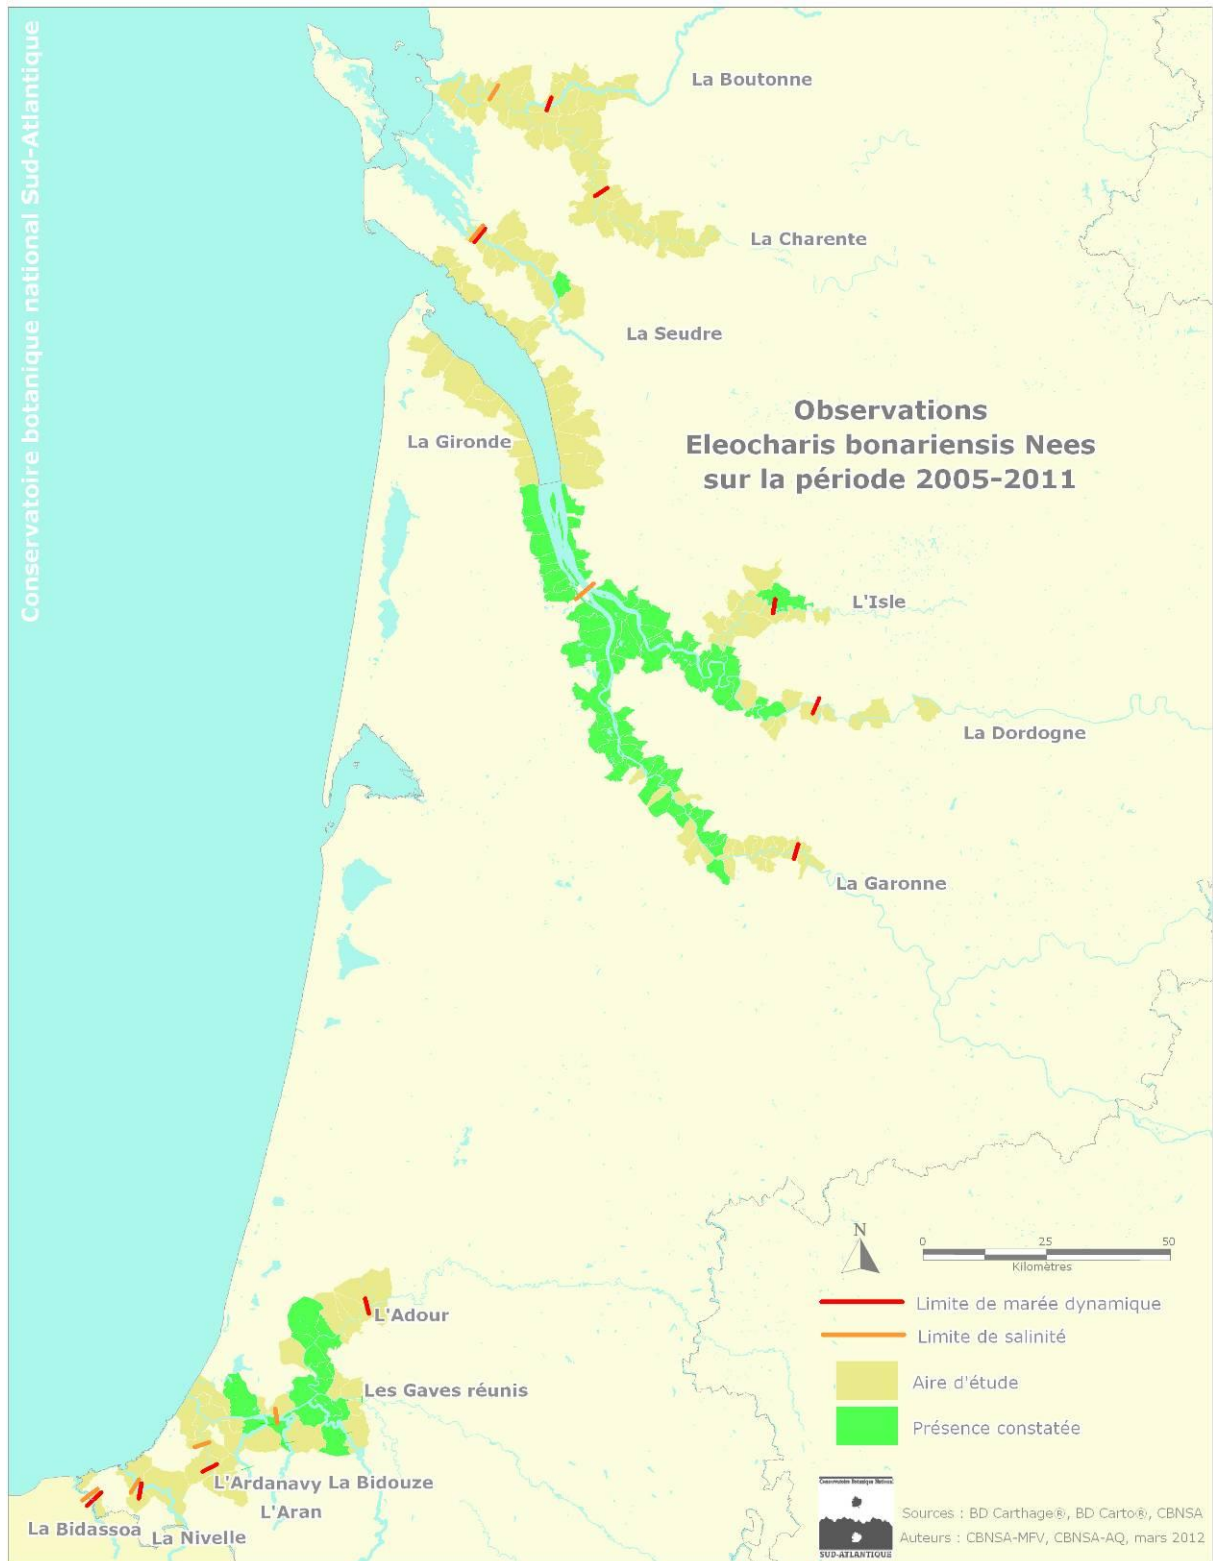 Conservatoire botanique national Sud-Atlantique
La Boutonne
La Charente
La Seudre
Observations
Eleocharis bonariensis Nees
sur la période 2005-2011
La Gironde
L'Isle
La Dordogne
La Garonne
L'Adour
Les Gaves réunis
L'Ardanavy
La Bidouze
L'Aran
La Bidassoa
La Nivelle
N
0 25 50
Kilomètres
Limite de marée dynamique
Limite de salinité
Aire d'étude
Présence constatée
Conservatoire Botanique National
SUD-ATLANTIQUE
Sources : BD Carthage®, BD Carto®, CBNSA
Auteurs : CBNSA-MFV, CBNSA-AQ, mars 2012